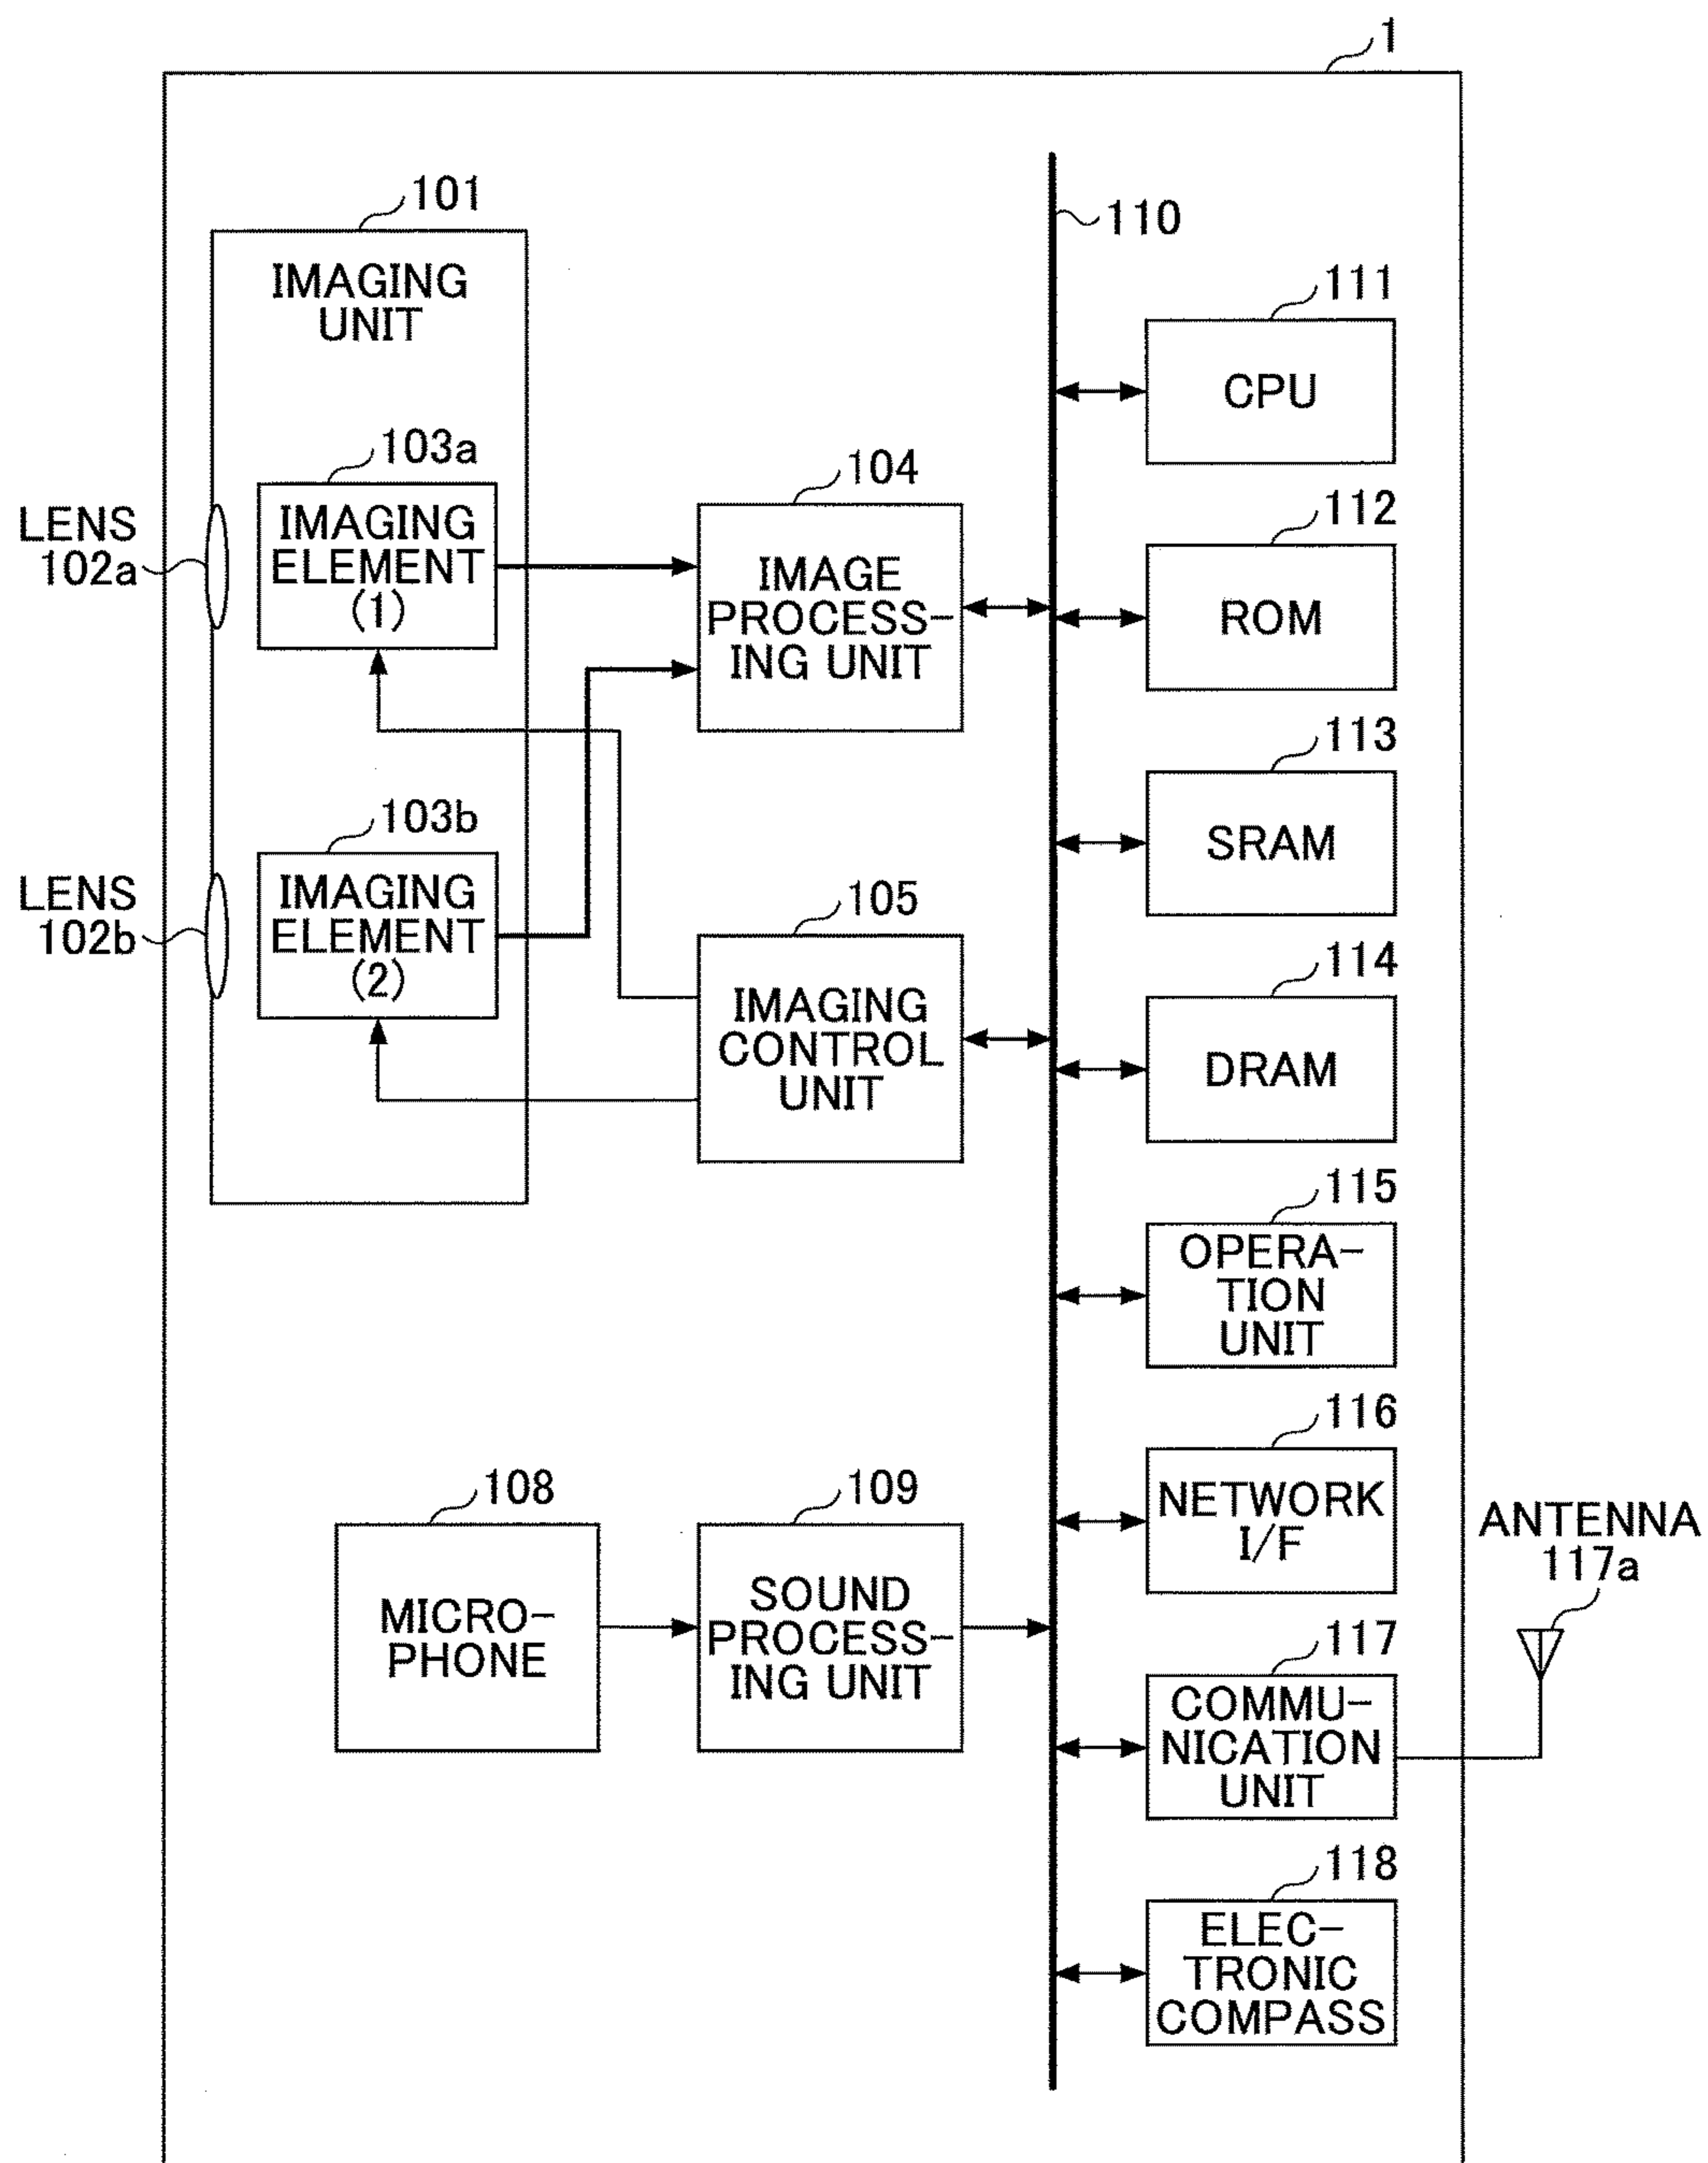 1
101
IMAGING
UNIT
110
111
CPU
103a
IMAGING
ELEMENT
(1)
LENS
102a
104
IMAGE
PROCESS-
ING UNIT
112
ROM
113
SRAM
103b
IMAGING
ELEMENT
(2)
LENS
102b
105
IMAGING
CONTROL
UNIT
114
DRAM
115
OPERA-
TION
UNIT
116
NETWORK
I/F
108
MICRO-
PHONE
109
SOUND
PROCESS-
ING UNIT
ANTENNA
117a
117
COMMU-
NICATION
UNIT
118
ELEC-
TRONIC
COMPASS